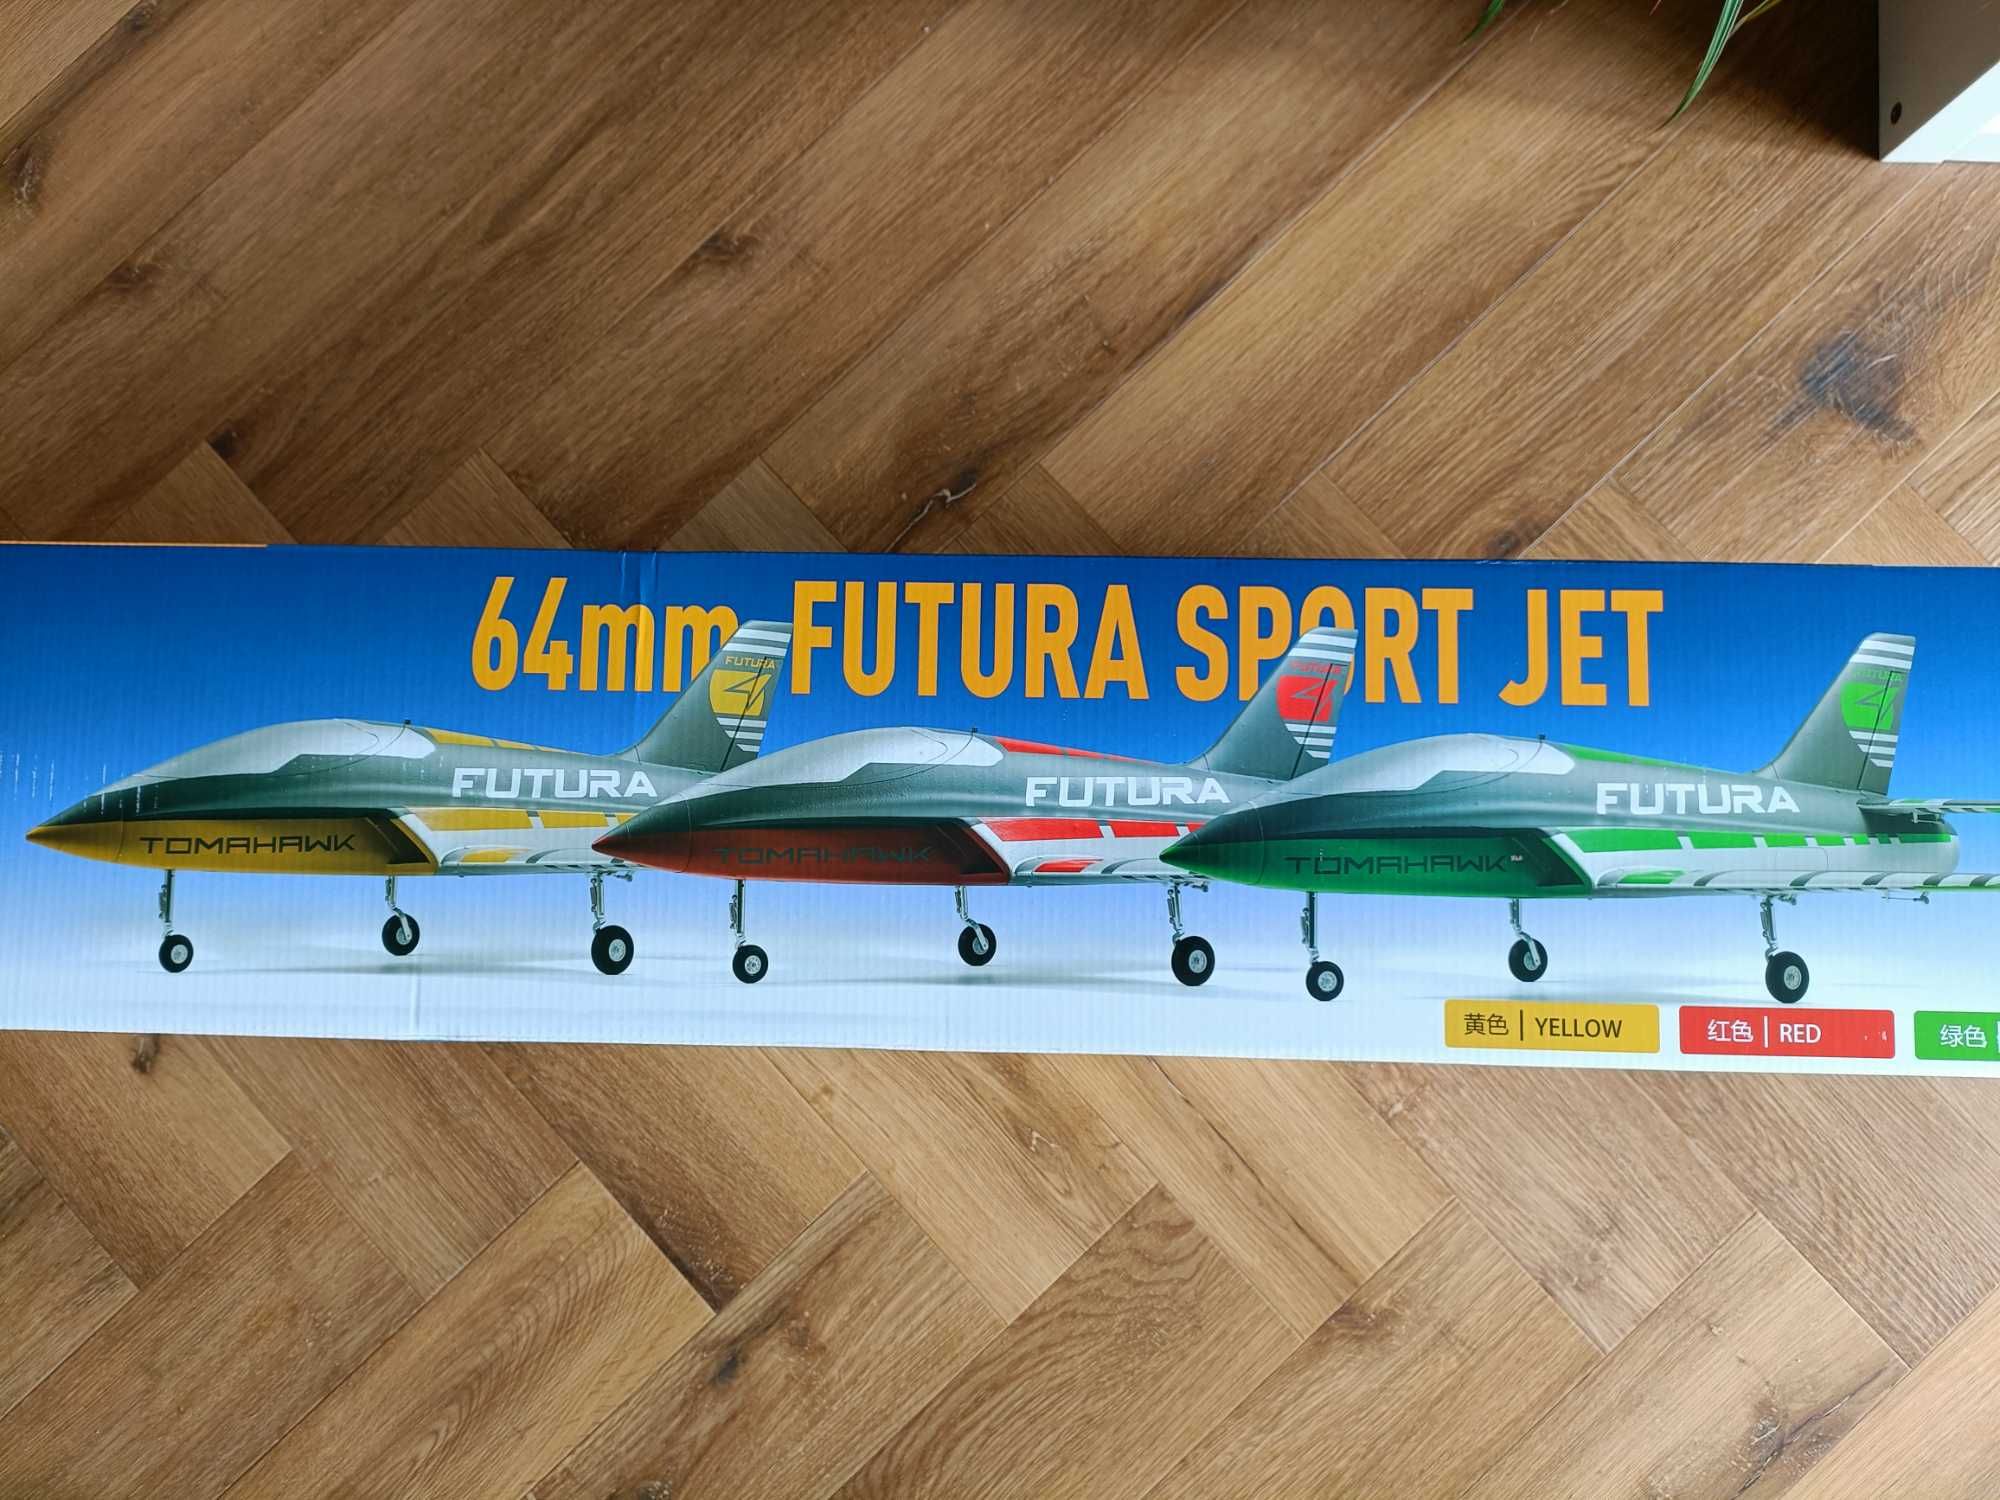 64mm FUTURA SPORT JET
FUTURA
FUTURA
FUTURA
FUTURA
TOMAHAWK
FUTURA
TOMAHAWK
FUTURA
TOMAHAWK
黄色 | YELLOW
红色 | RED
绿色